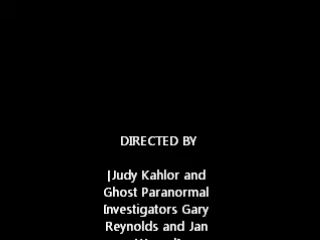 DIRECTED BY
[Judy Kahlor and
Ghost Paranormal
Investigators Gary
Reynolds and Jan